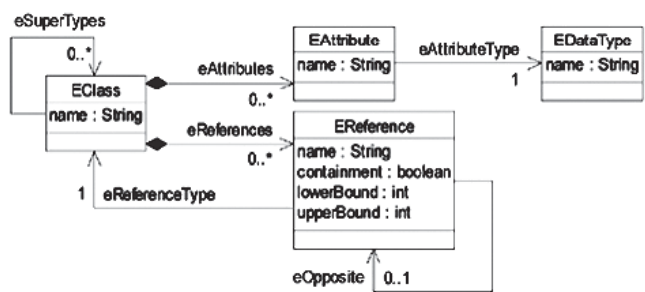 eSuperTypes
0..*
EClass
name : String
eAttributes
0..*
EAttribute
name : String
eAttributeType
1
EDataType
name : String
eReferences
0..*
EReference
name : String
containment : boolean
lowerBound : int
upperBound : int
1
eReferenceType
eOpposite
0..1